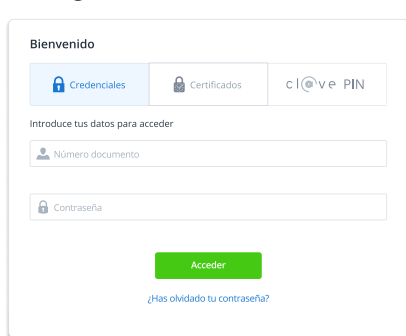 Bienvenido
Credenciales
Certificados
cl@ve PIN
Introduce tus datos para acceder
Número documento
Contraseña
Acceder
¿Has olvidado tu contraseña?